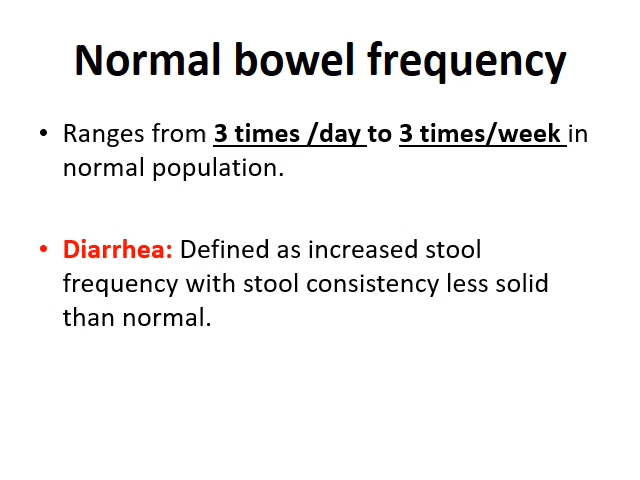 Normal bowel frequency
• Ranges from 3 times /day to 3 times/week in
normal population.
• Diarrhea: Defined as increased stool
frequency with stool consistency less solid
than normal.